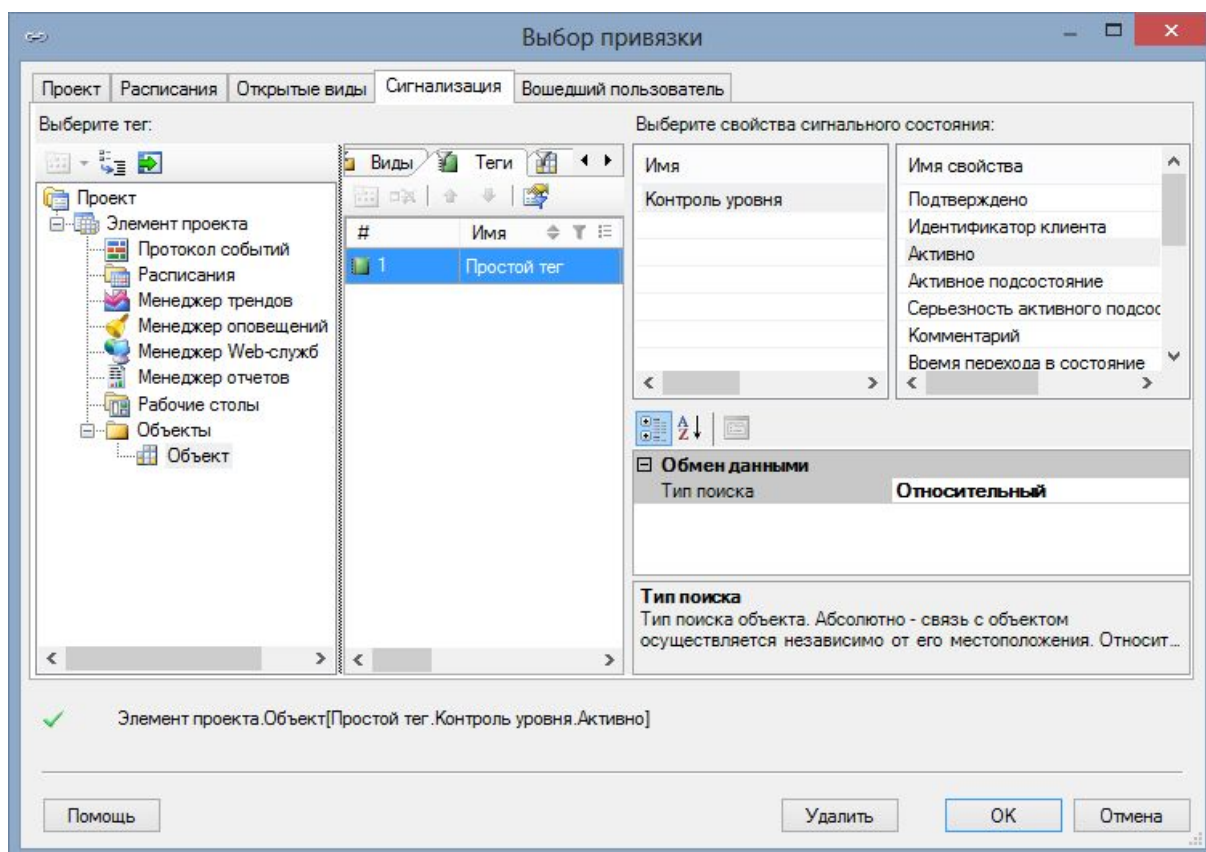 Выбор привязки
Проект
Расписания
Открытые виды
Сигнализация
Вошедший пользователь
Выберите тег:
Проект
Элемент проекта
Протокол событий
Расписания
Менеджер трендов
Менеджер оповещений
Менеджер Web-служб
Менеджер отчетов
Рабочие столы
Объекты
Объект
Виды
Теги
# Имя
1 Простой тег
Выберите свойства сигнального состояния:
Имя
Контроль уровня
Имя свойства
Подтверждено
Идентификатор клиента
Активно
Активное подсостояние
Серьезность активного подсос
Комментарий
Время перехода в состояние
Обмен данными
Тип поиска Относительный
Тип поиска
Тип поиска объекта. Абсолютно - связь с объектом
осуществляется независимо от его местоположения. Относит...
Элемент проекта.Объект[Простой тег.Контроль уровня.Активно]
Помощь
Удалить
OK
Отмена